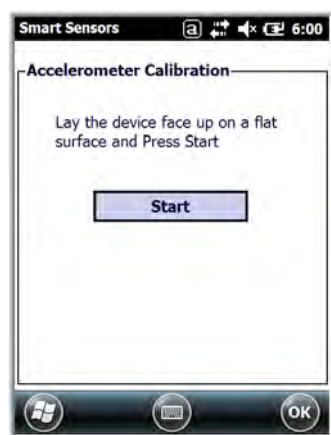 Smart Sensors a 6:00
Accelerometer Calibration
Lay the device face up on a flat
surface and Press Start
Start
OK